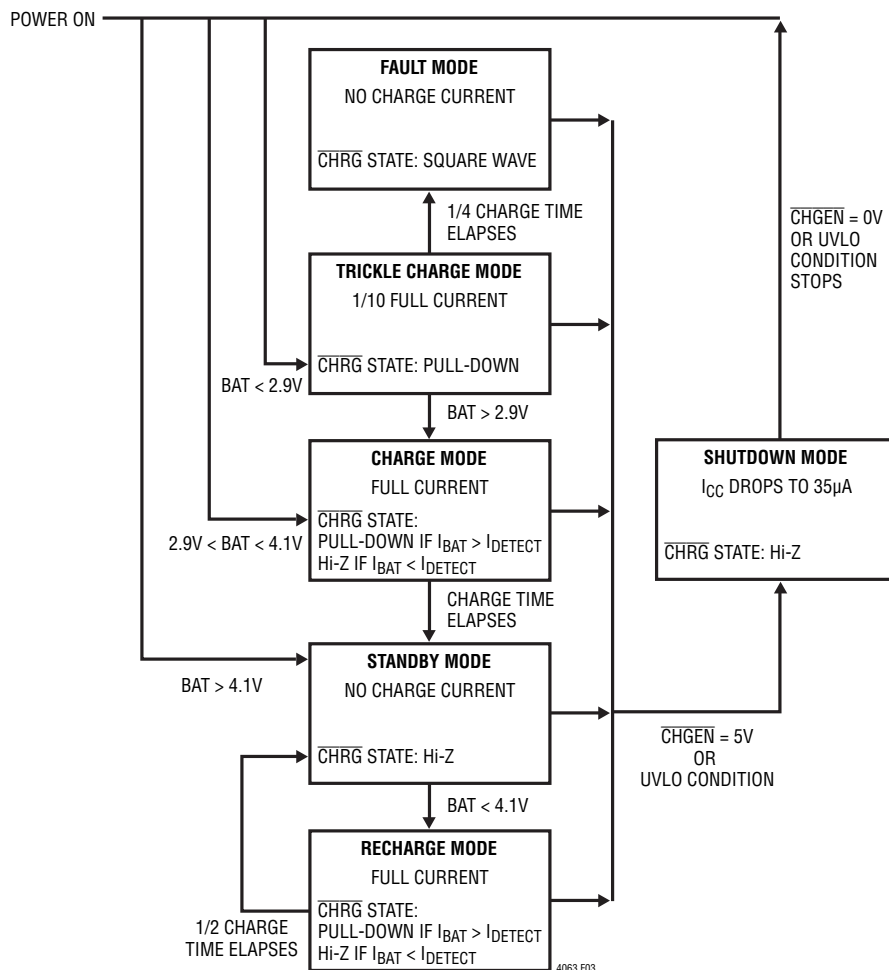 POWER ON
FAULT MODE
NO CHARGE CURRENT
CHRG STATE: SQUARE WAVE
1/4 CHARGE TIME
ELAPSES
TRICKLE CHARGE MODE
1/10 FULL CURRENT
CHRG STATE: PULL-DOWN
BAT < 2.9V
BAT > 2.9V
CHARGE MODE
FULL CURRENT
CHRG STATE:
PULL-DOWN IF IBAT > IDETECT
Hi-Z IF IBAT < IDETECT
2.9V < BAT < 4.1V
CHARGE TIME
ELAPSES
STANDBY MODE
NO CHARGE CURRENT
CHRG STATE: Hi-Z
BAT > 4.1V
BAT < 4.1V
RECHARGE MODE
FULL CURRENT
CHRG STATE:
PULL-DOWN IF IBAT > IDETECT
Hi-Z IF IBAT < IDETECT
1/2 CHARGE
TIME ELAPSES
CHGEN = 0V
OR UVLO
CONDITION
STOPS
SHUTDOWN MODE
ICC DROPS TO 35µA
CHRG STATE: Hi-Z
CHGEN = 5V
OR
UVLO CONDITION
4063 F03